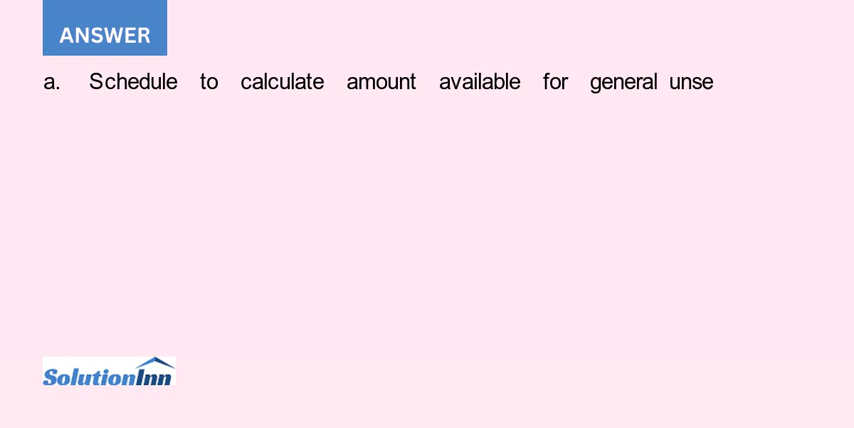 ANSWER
a. Schedule to calculate amount available for general unse
SolutionInn